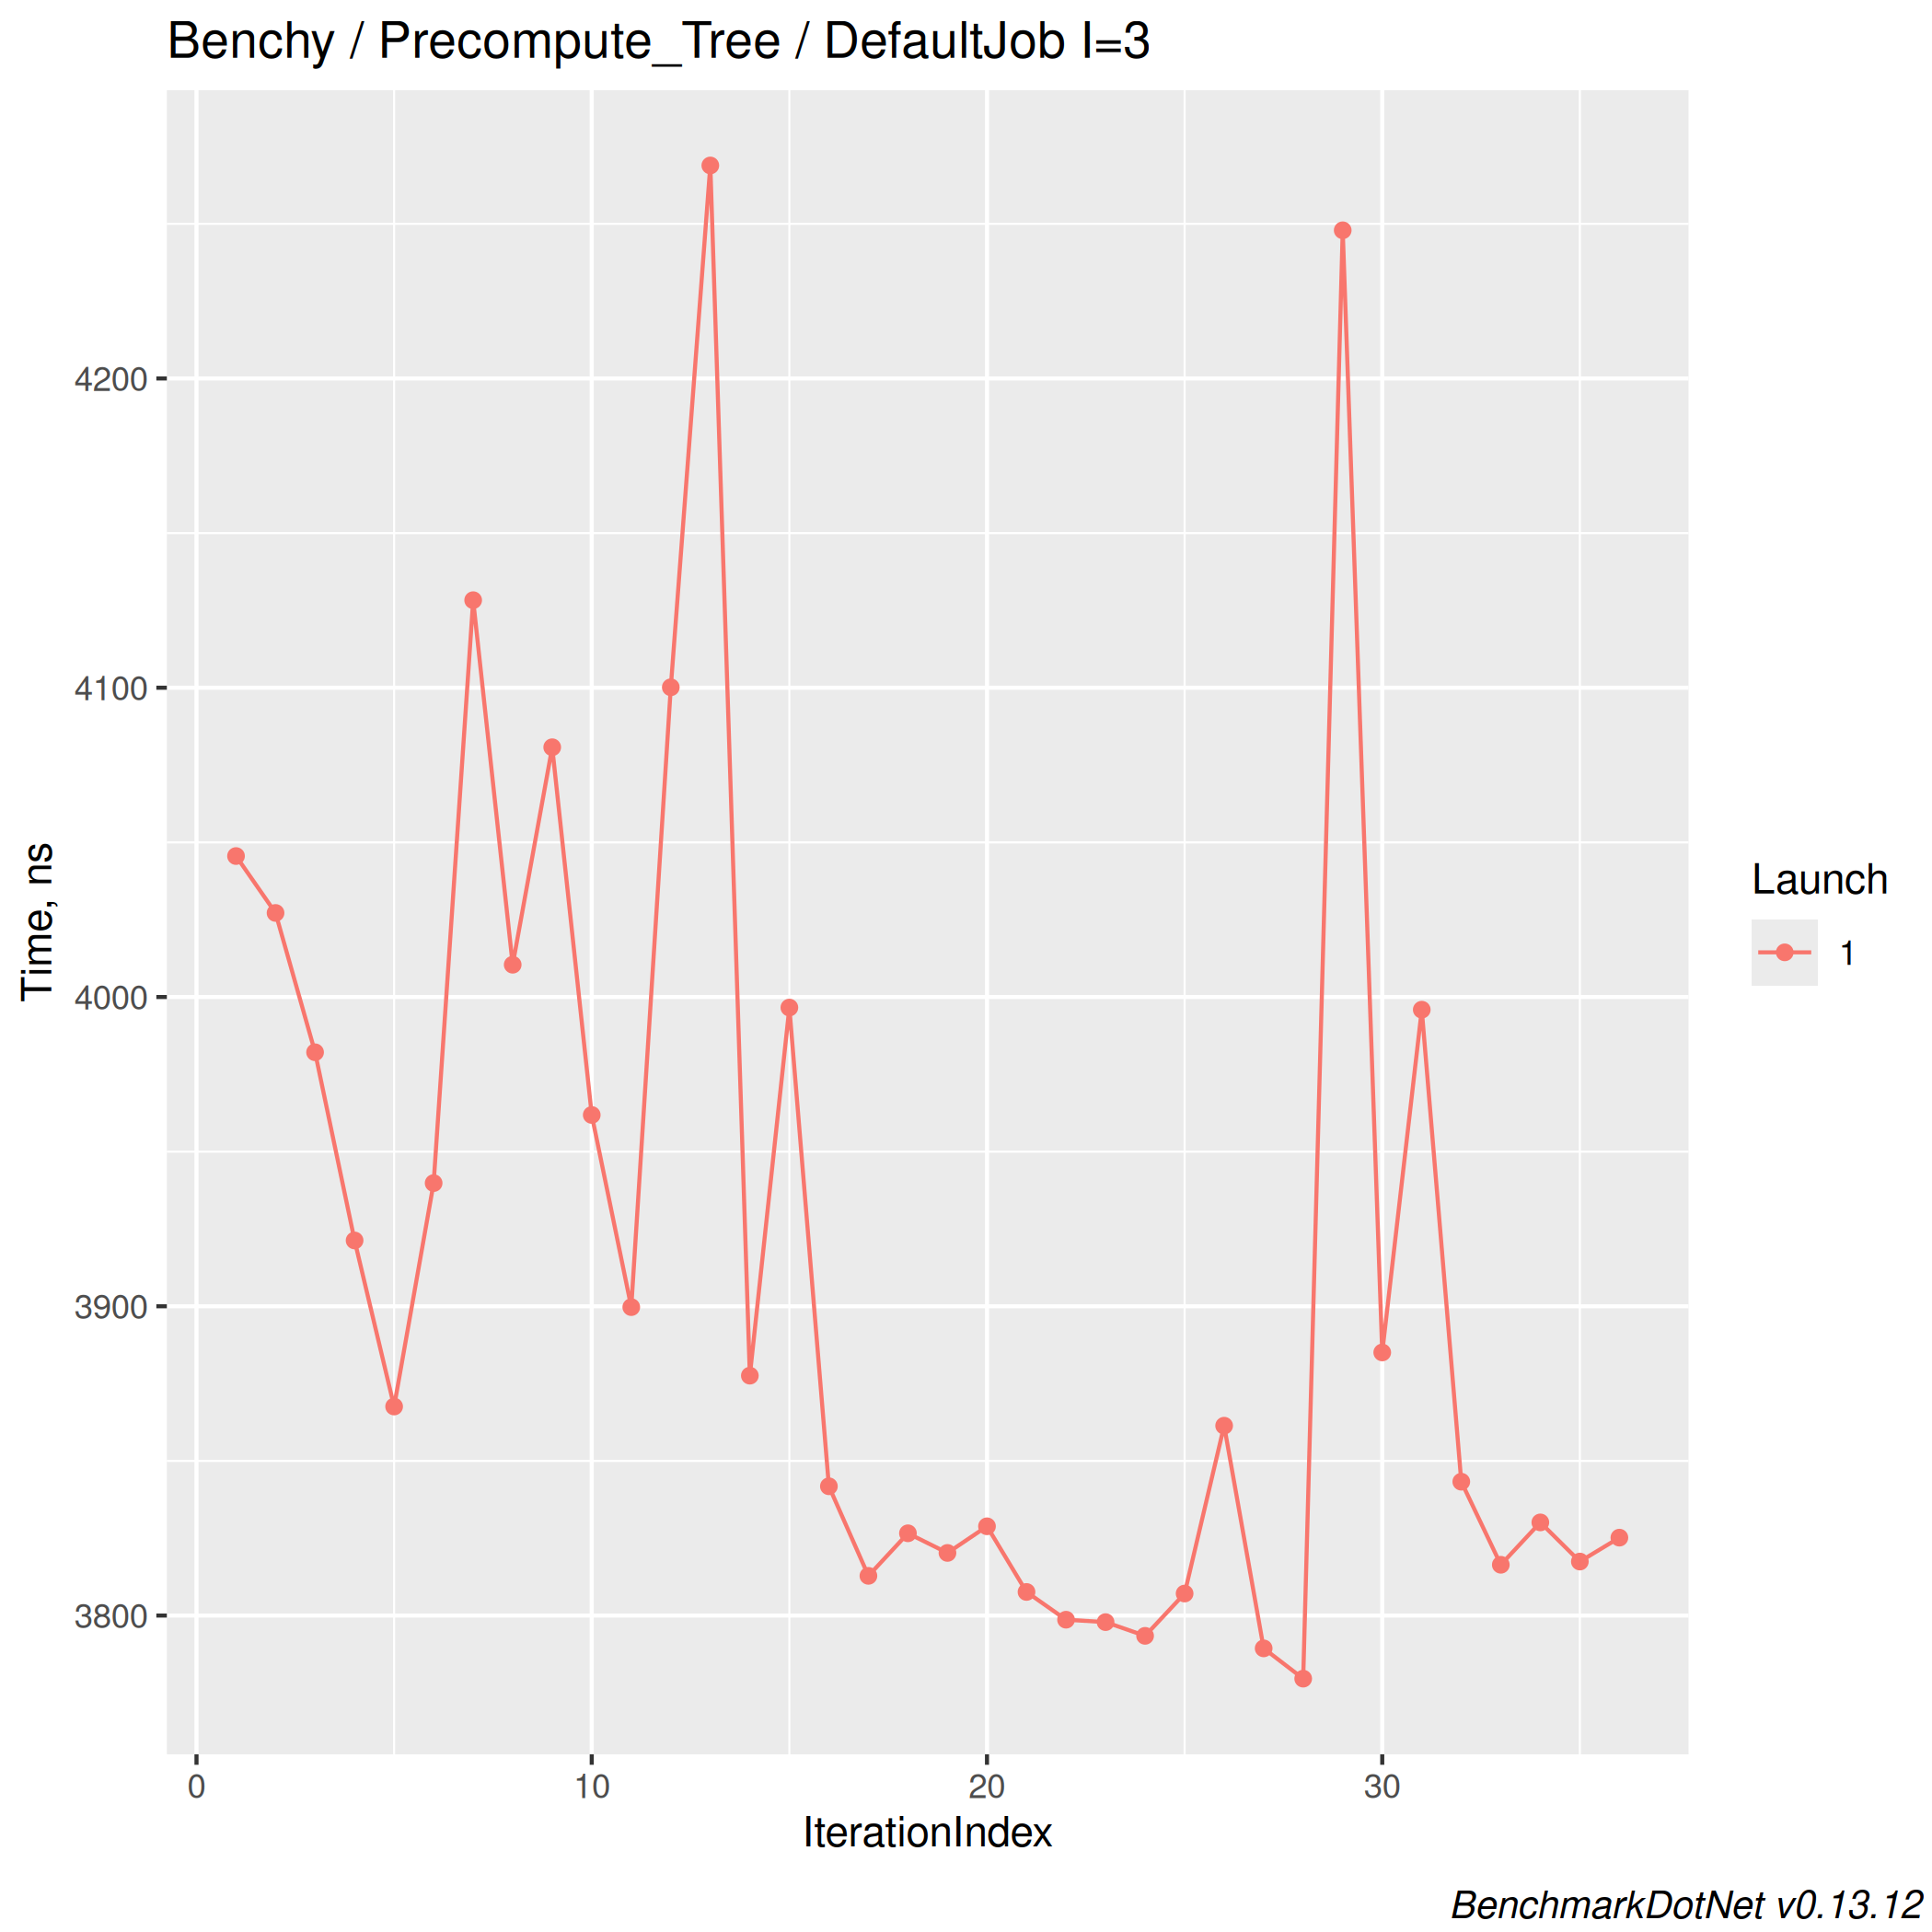 Benchy / Precompute_Tree / DefaultJob I=3
4200
4100
4000
3900
3800
Time, ns
0 10 20 30
IterationIndex
Launch
1
BenchmarkDotNet v0.13.12